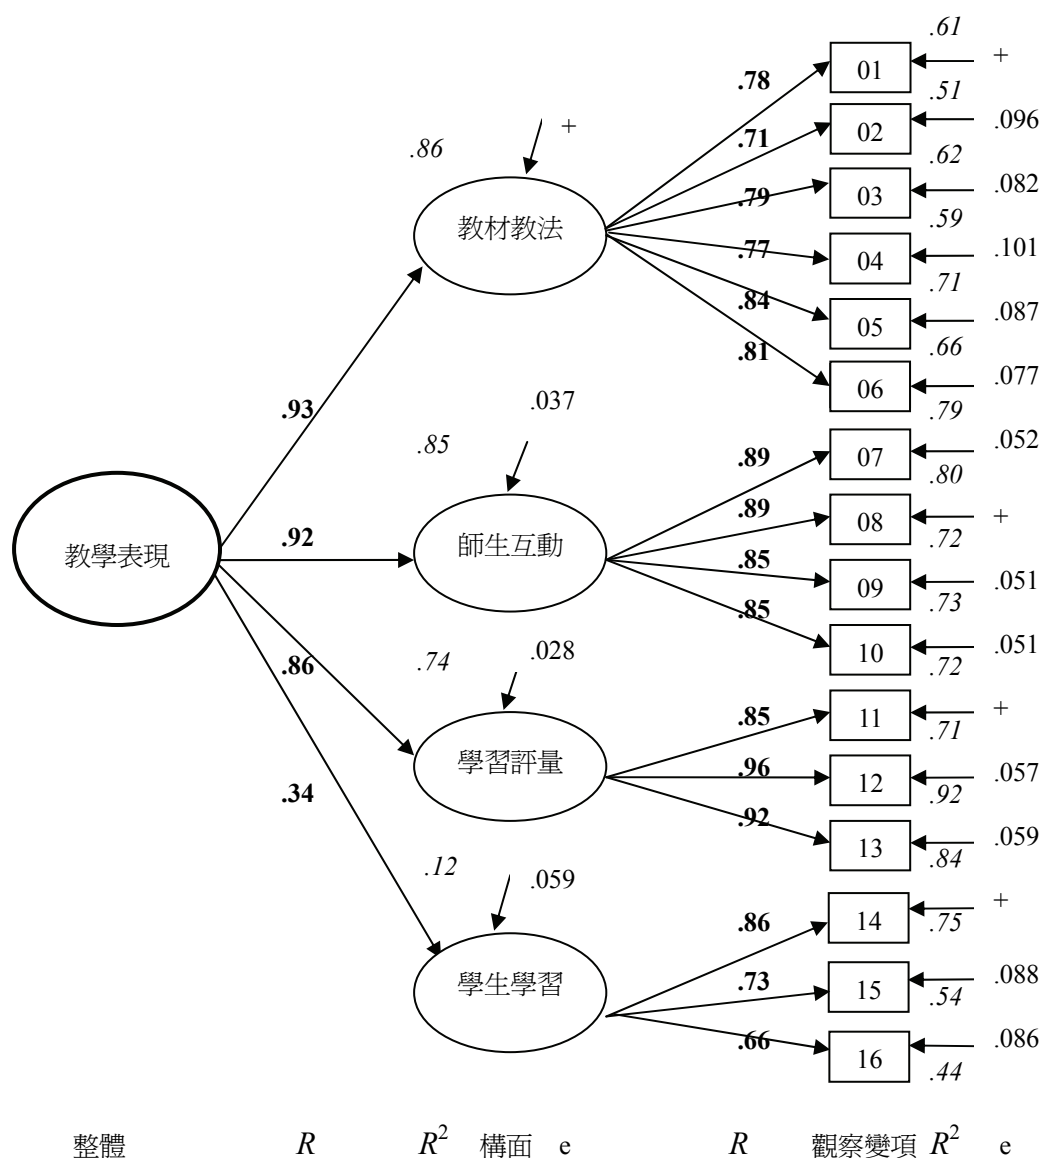 .61
.78 01 +
.51
.71 02 .096
.62
.79 03 .082
.59
.77 04 .101
.71
.84 05 .087
.66
.81 06 .077
.79
.86 +
教材教法
.93
.89 07 .052
.80
.89 08 +
.72
.85 09 .051
.73
.85 10 .051
.72
.85 .037
師生互動
教學表現
.92
.86
.74 .028
學習評量
.85 11 +
.71
.96 12 .057
.92
.92 13 .059
.84
.34
.12 .059
學生學習
.86 14 +
.75
.73 15 .088
.54
.66 16 .086
.44
整體 R R² 構面 e R 觀察變項 R² e